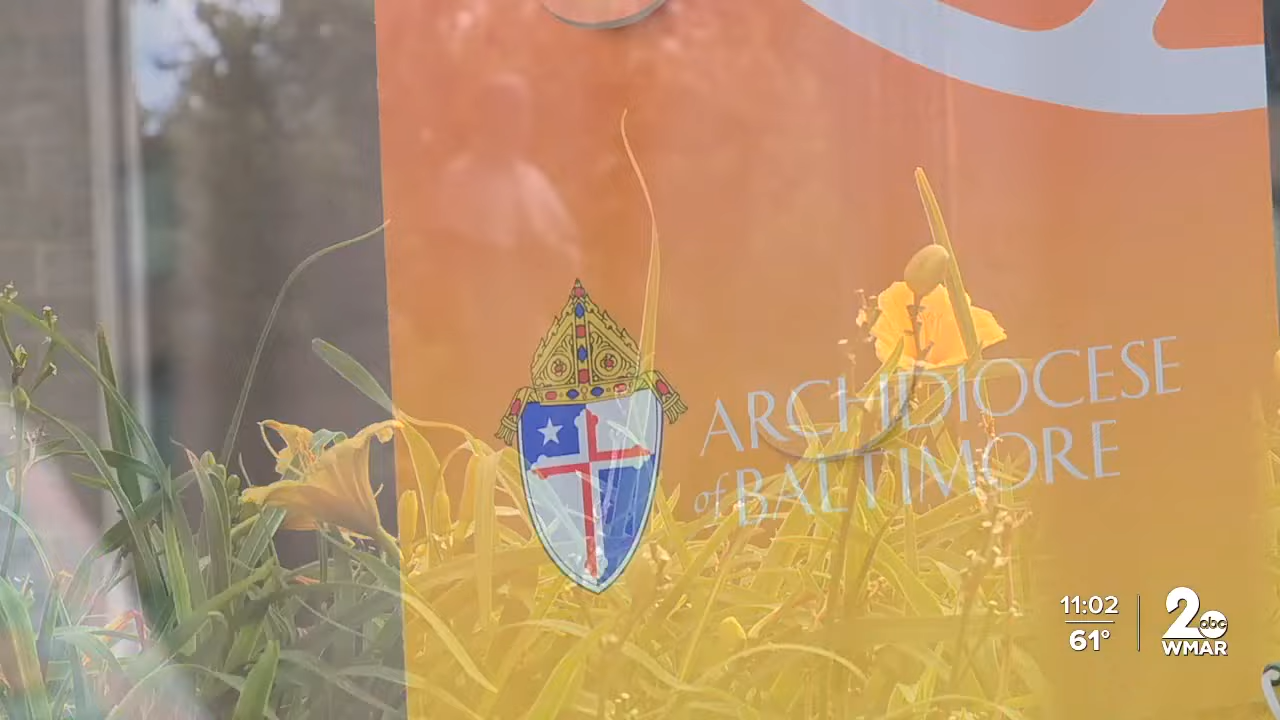 ARCHDIOCESE
of BALTIMORE
11:02
61°
2 abc
WMAR